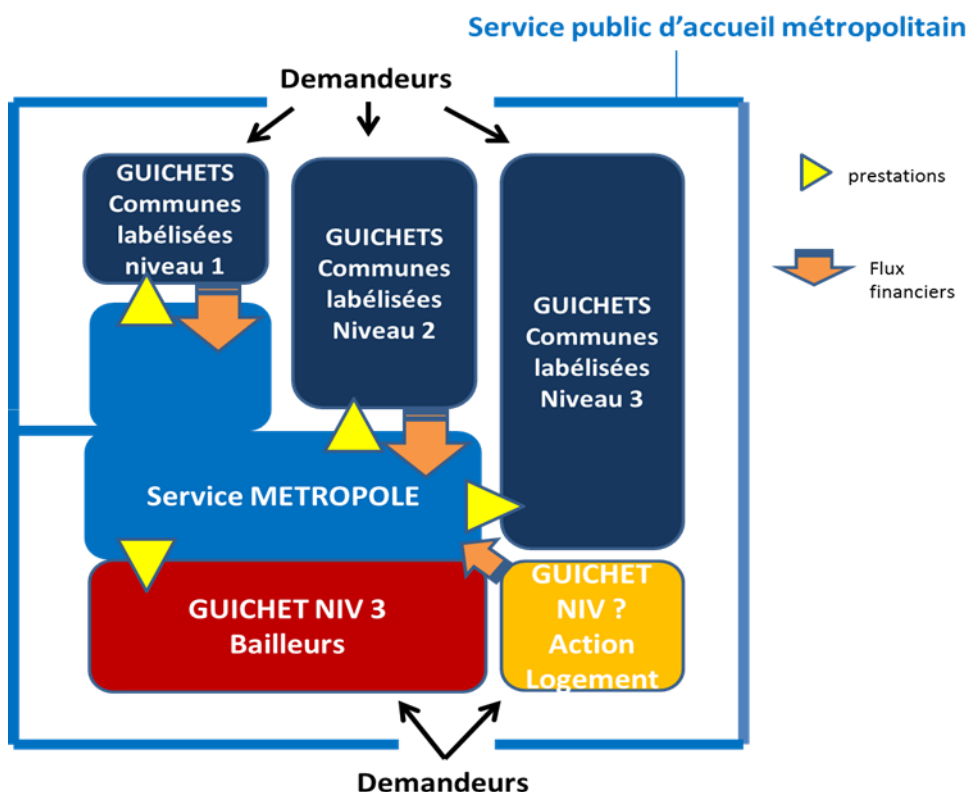 Service public d'accueil métropolitain
Demandeurs
GUICHETS
Communes
labélisées
niveau 1
GUICHETS
Communes
labélisées
Niveau 2
GUICHETS
Communes
labélisées
Niveau 3
prestations
Flux
financiers
Service METROPOLE
GUICHET NIV 3
Bailleurs
GUICHET
NIV ?
Action
Logement
Demandeurs